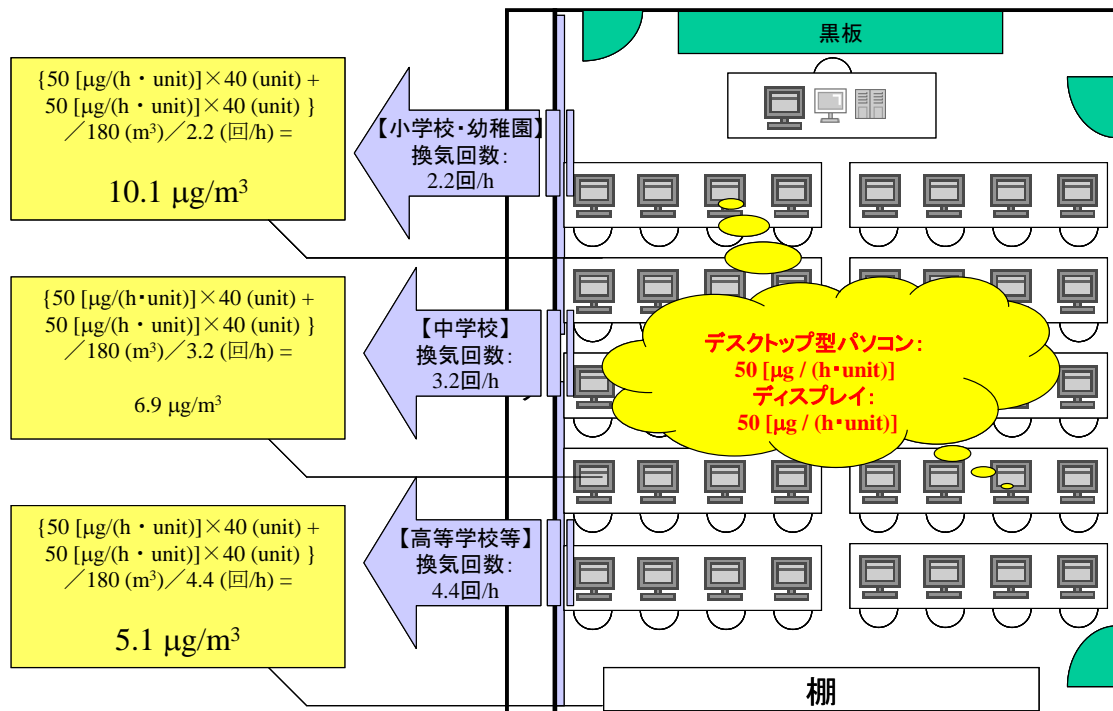 黒板
{50 [μg/(h・unit)]×40 (unit) +
50 [μg/(h・unit)]×40 (unit) }
／180 (m³)／2.2 (回/h) =
10.1 μg/m³
【小学校・幼稚園】
換気回数：
2.2回/h
{50 [μg/(h・unit)]×40 (unit) +
50 [μg/(h・unit)]×40 (unit) }
／180 (m³)／3.2 (回/h) =
6.9 μg/m³
【中学校】
換気回数：
3.2回/h
デスクトップ型パソコン：
50 [μg / (h・unit)]
ディスプレイ：
50 [μg / (h・unit)]
{50 [μg/(h・unit)]×40 (unit) +
50 [μg/(h・unit)]×40 (unit) }
／180 (m³)／4.4 (回/h) =
5.1 μg/m³
【高等学校等】
換気回数：
4.4回/h
棚